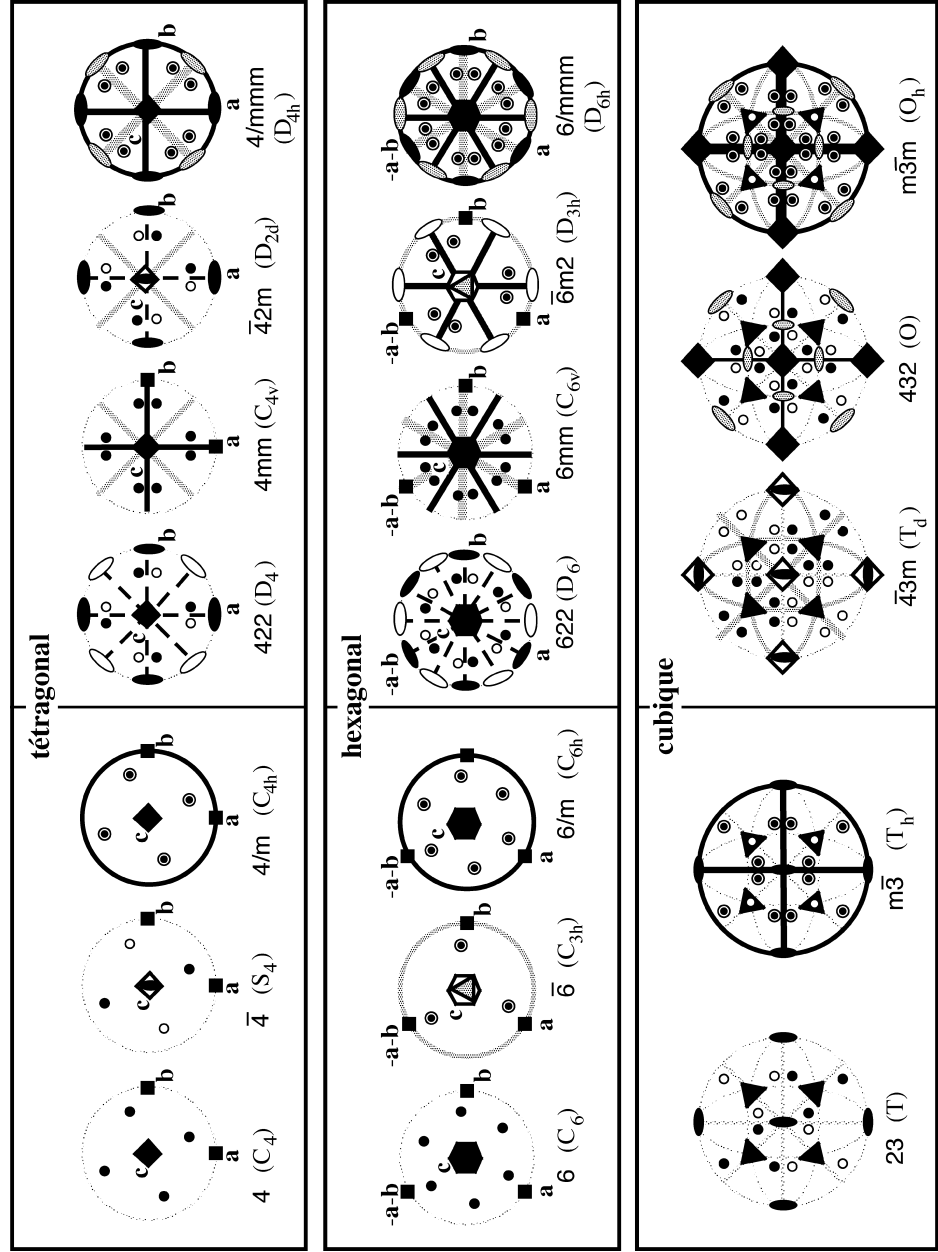 tétragonal
c b
a
4 (C4)
c b
a
4̅ (S4)
c b
a
4/m (C4h)
c b
a
422 (D4)
c b
a
4mm (C4v)
c b
a
4̅2m (D2d)
c b
a
4/mmm
(D4h)
hexagonal
-a-b
c b
a
6 (C6)
-a-b
c b
a
6̅ (C3h)
-a-b
c
a
6/m (C6h)
-a-b
c b
a
622 (D6)
-a-b
c b
a
6mm (C6v)
-a-b
c b
a
6̅m2 (D3h)
-a-b
b
a
6/mmm
(D6h)
cubique
23 (T)
m3̅ (Th)
4̅3m (Td)
432 (O)
m3̅m (Oh)